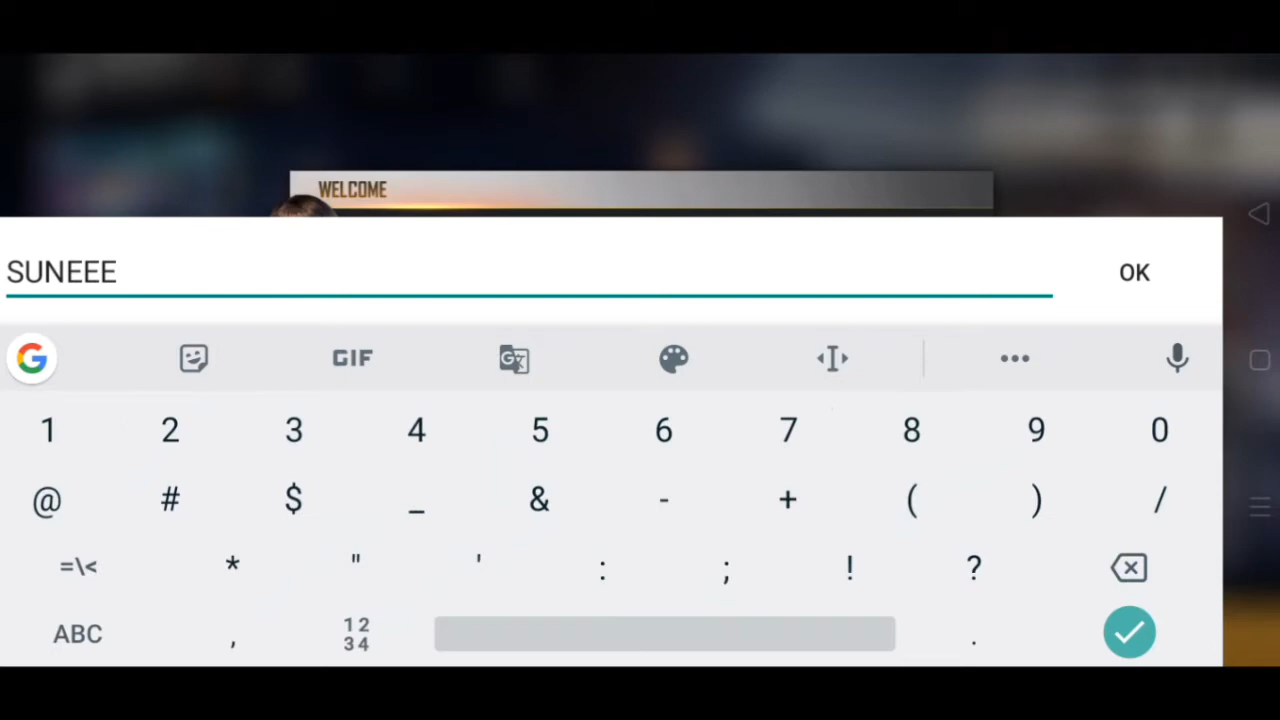 WELCOME
SUNEEE
OK
GIF
1 2 3 4 5 6 7 8 9 0
@ # $ _ & - + ( ) /
=\< * " ' : ; ! ?
ABC , 12 34 .